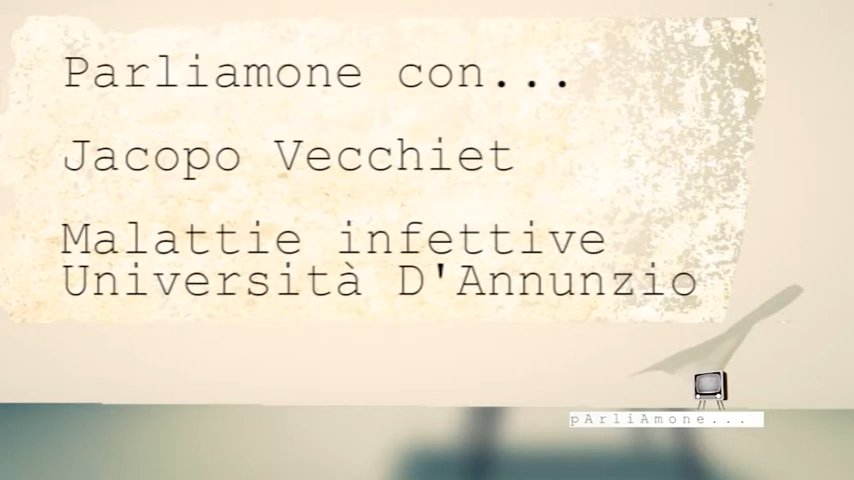 Parliamone con...
Jacopo Vecchiet
Malattie infettive
Università D'Annunzio
pArliAmone...